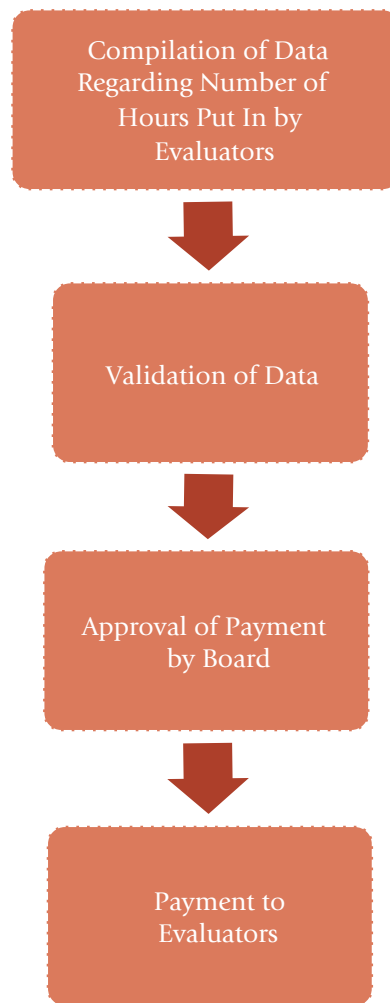 Compilation of Data
Regarding Number of
Hours Put In by
Evaluators
Validation of Data
Approval of Payment
by Board
Payment to
Evaluators